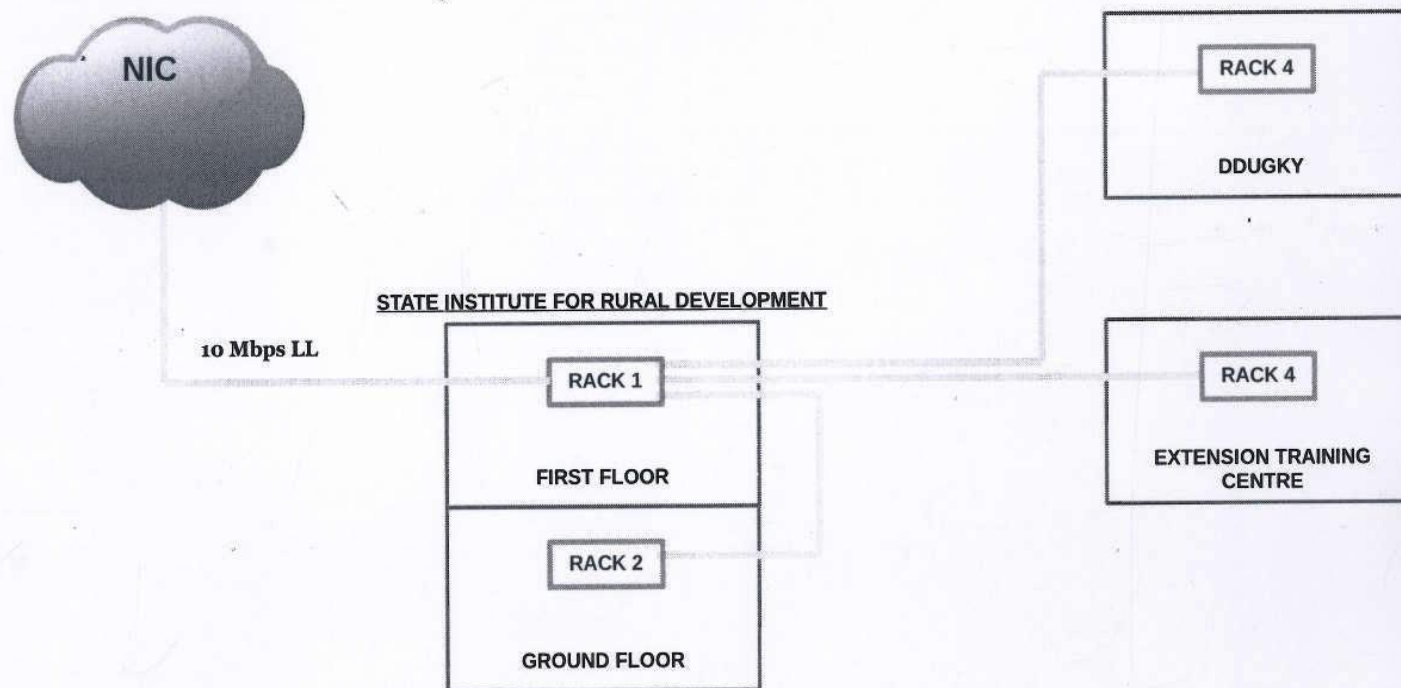 NIC
RACK 4
DDUGKY
STATE INSTITUTE FOR RURAL DEVELOPMENT
10 Mbps LL
RACK 1
RACK 4
FIRST FLOOR
EXTENSION TRAINING
CENTRE
RACK 2
GROUND FLOOR